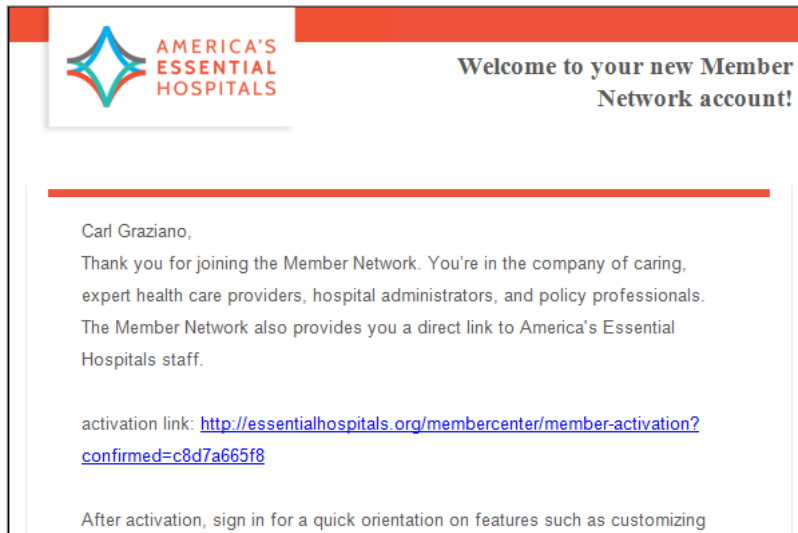 AMERICA'S
ESSENTIAL
HOSPITALS
Welcome to your new Member
Network account!
Carl Graziano,
Thank you for joining the Member Network. You're in the company of caring,
expert health care providers, hospital administrators, and policy professionals.
The Member Network also provides you a direct link to America's Essential
Hospitals staff.
activation link: http://essentialhospitals.org/membercenter/member-activation?
confirmed=c8d7a665f8
After activation, sign in for a quick orientation on features such as customizing